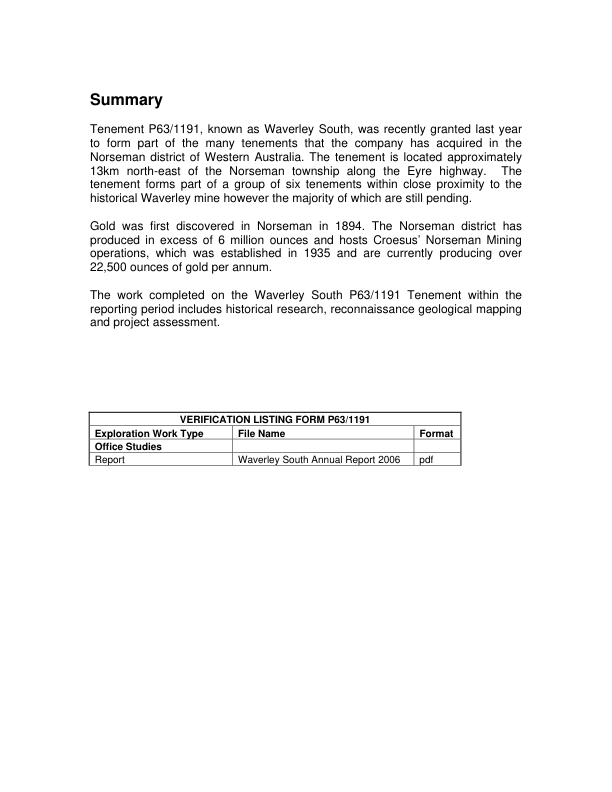 Summary
Tenement P63/1191, known as Waverley South, was recently granted last year
to form part of the many tenements that the company has acquired in the
Norseman district of Western Australia. The tenement is located approximately
13km north-east of the Norseman township along the Eyre highway.  The
tenement forms part of a group of six tenements within close proximity to the
historical Waverley mine however the majority of which are still pending.
Gold was first discovered in Norseman in 1894. The Norseman district has
produced in excess of 6 million ounces and hosts Croesus’ Norseman Mining
operations, which was established in 1935 and are currently producing over
22,500 ounces of gold per annum.
The work completed on the Waverley South P63/1191 Tenement within the
reporting period includes historical research, reconnaissance geological mapping
and project assessment.
VERIFICATION LISTING FORM P63/1191
Exploration Work Type File Name Format
Office Studies
Report Waverley South Annual Report 2006 pdf